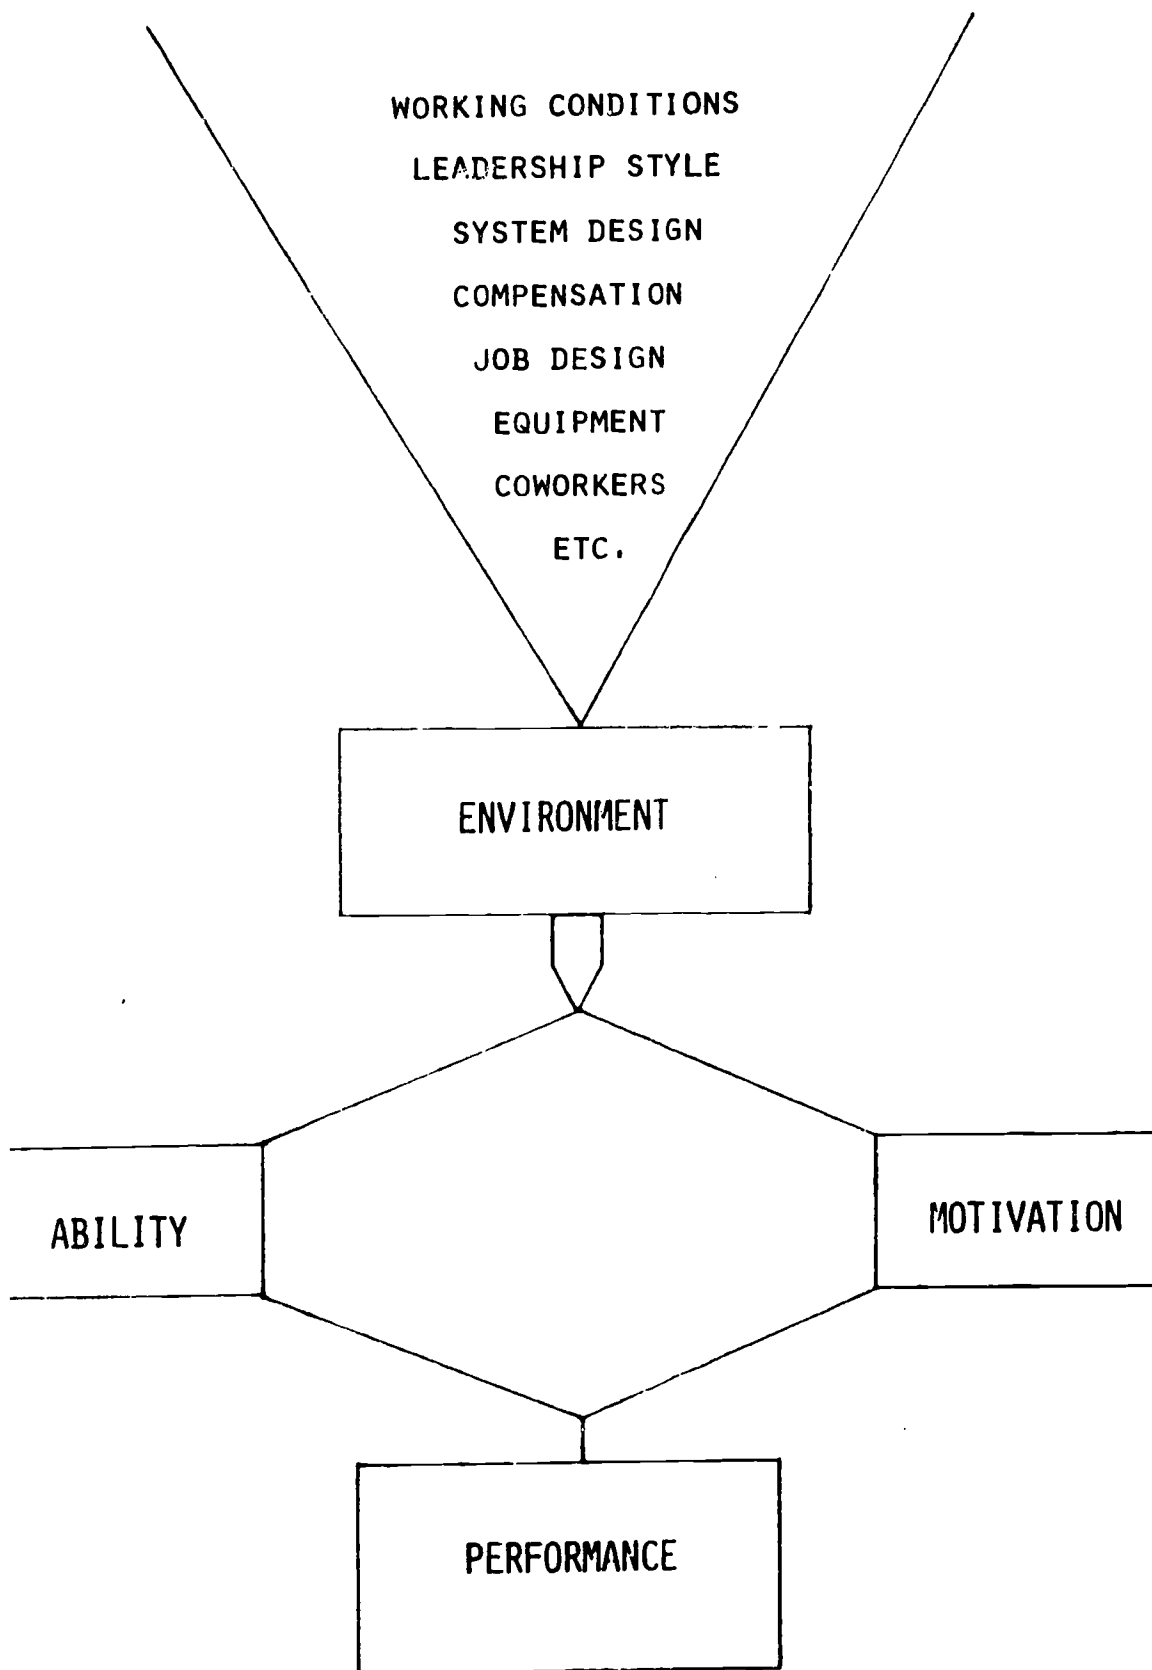 WORKING CONDITIONS
LEADERSHIP STYLE
SYSTEM DESIGN
COMPENSATION
JOB DESIGN
EQUIPMENT
COWORKERS
ETC.
ENVIRONMENT
ABILITY
MOTIVATION
PERFORMANCE